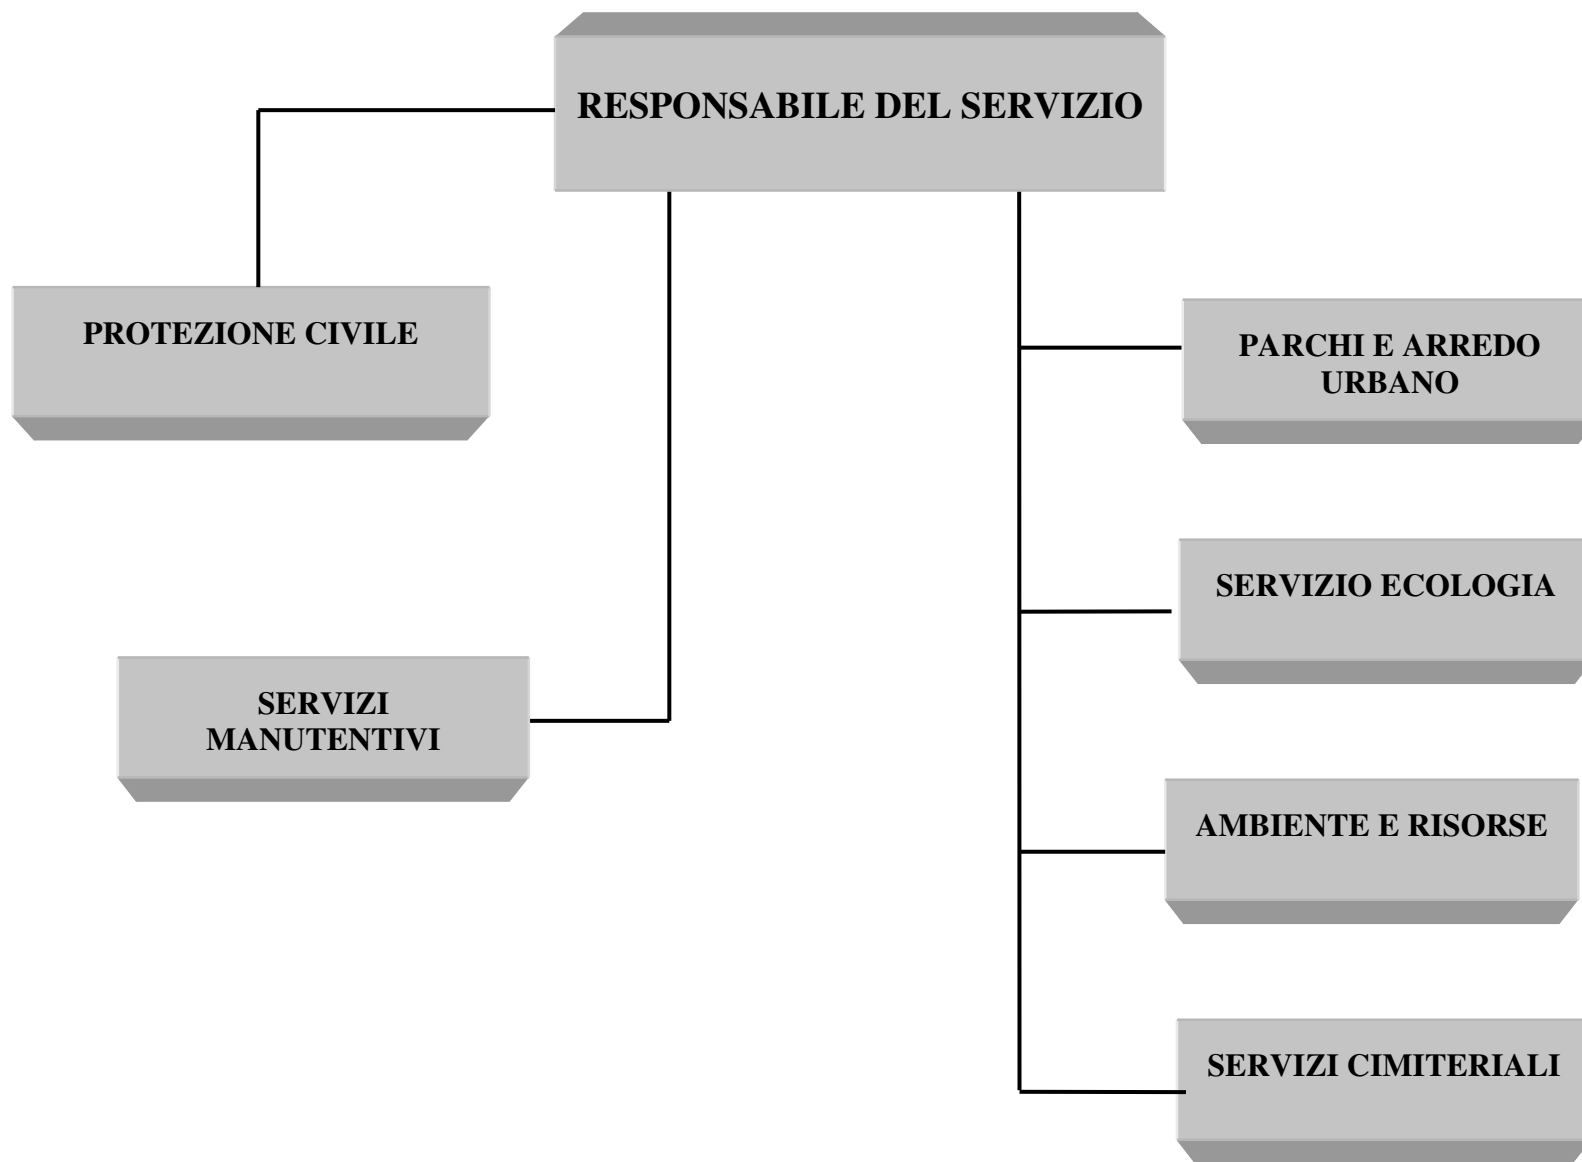 RESPONSABILE DEL SERVIZIO
PROTEZIONE CIVILE
PARCHI E ARREDO
URBANO
SERVIZIO ECOLOGIA
SERVIZI
MANUTENTIVI
AMBIENTE E RISORSE
SERVIZI CIMITERIALI